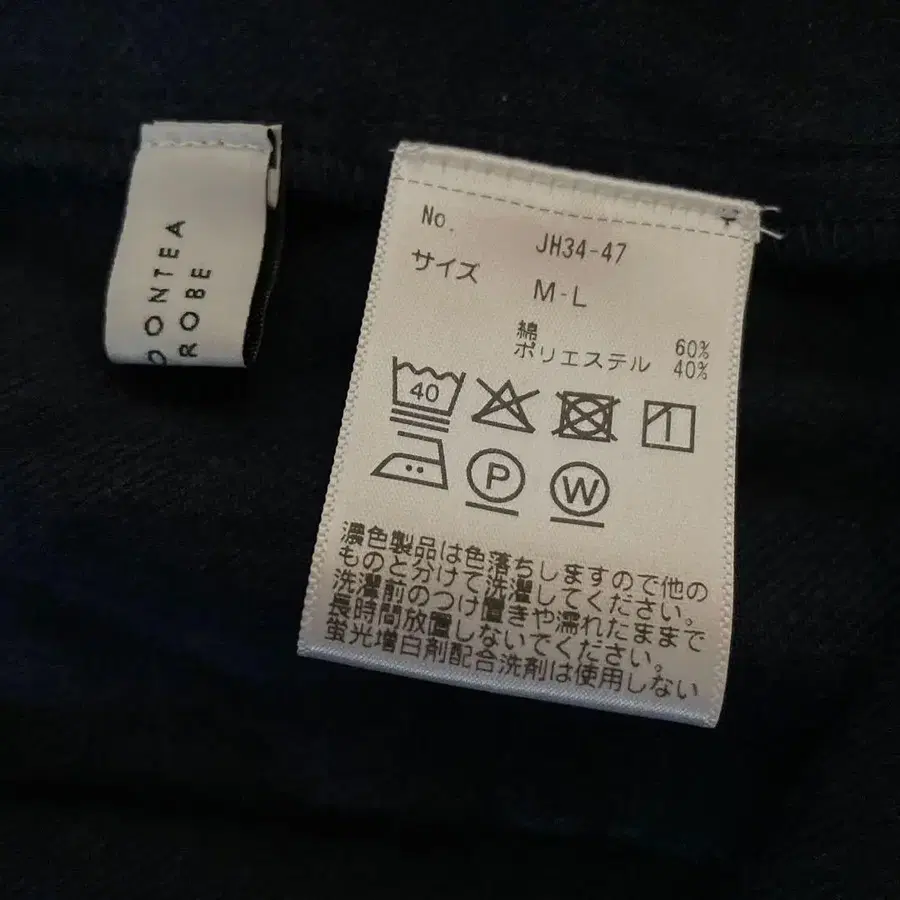 OONTEA
ROBE
No. JH34-47
サイズ M-L
綿 60%
ポリエステル 40%
40
P W
濃色製品は色落ちしますので他の
ものと分けて洗濯してください。
洗濯前のつけ置きや濡れたままで
長時間放置しないでください。
蛍光増白剤配合洗剤は使用しない